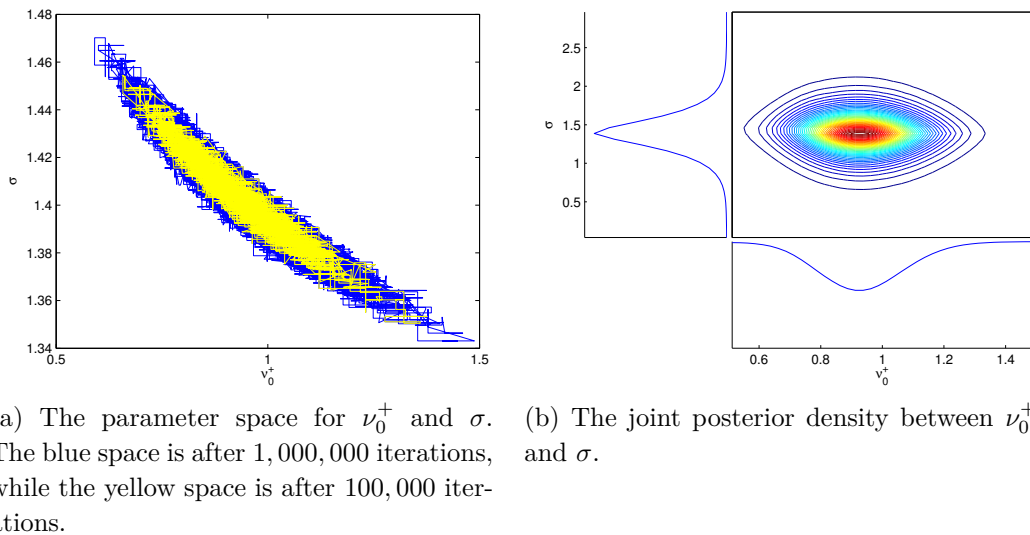 1.48
1.46
1.44
1.42
1.4
1.38
1.36
1.34
σ
0.5 1 1.5
ν₀⁺
2.5
2
1.5
1
0.5
σ
0.6 0.8 1 1.2 1.4
ν₀⁺
a) The parameter space for ν₀⁺ and σ.
The blue space is after 1,000,000 iterations,
while the yellow space is after 100,000 iter-
ations.
(b) The joint posterior density between ν₀
and σ.